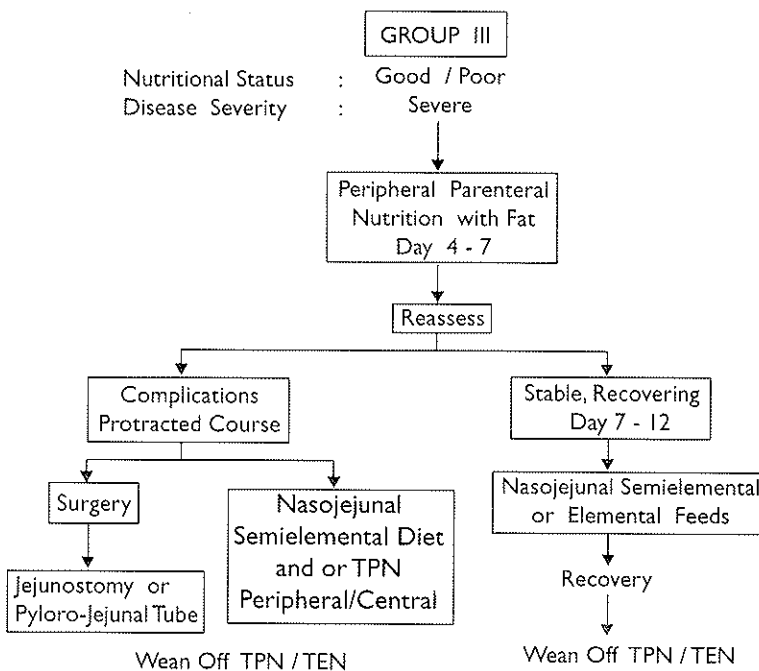 GROUP III
Nutritional Status : Good / Poor
Disease Severity : Severe
Peripheral Parenteral
Nutrition with Fat
Day 4 - 7
Reassess
Complications
Protracted Course
Stable, Recovering
Day 7 - 12
Surgery
Nasojejunal
Semielemental Diet
and or TPN
Peripheral/Central
Nasojejunal Semielemental
or Elemental Feeds
Jejunostomy or
Pyloro-Jejunal Tube
Recovery
Wean Off TPN / TEN
Wean Off TPN / TEN